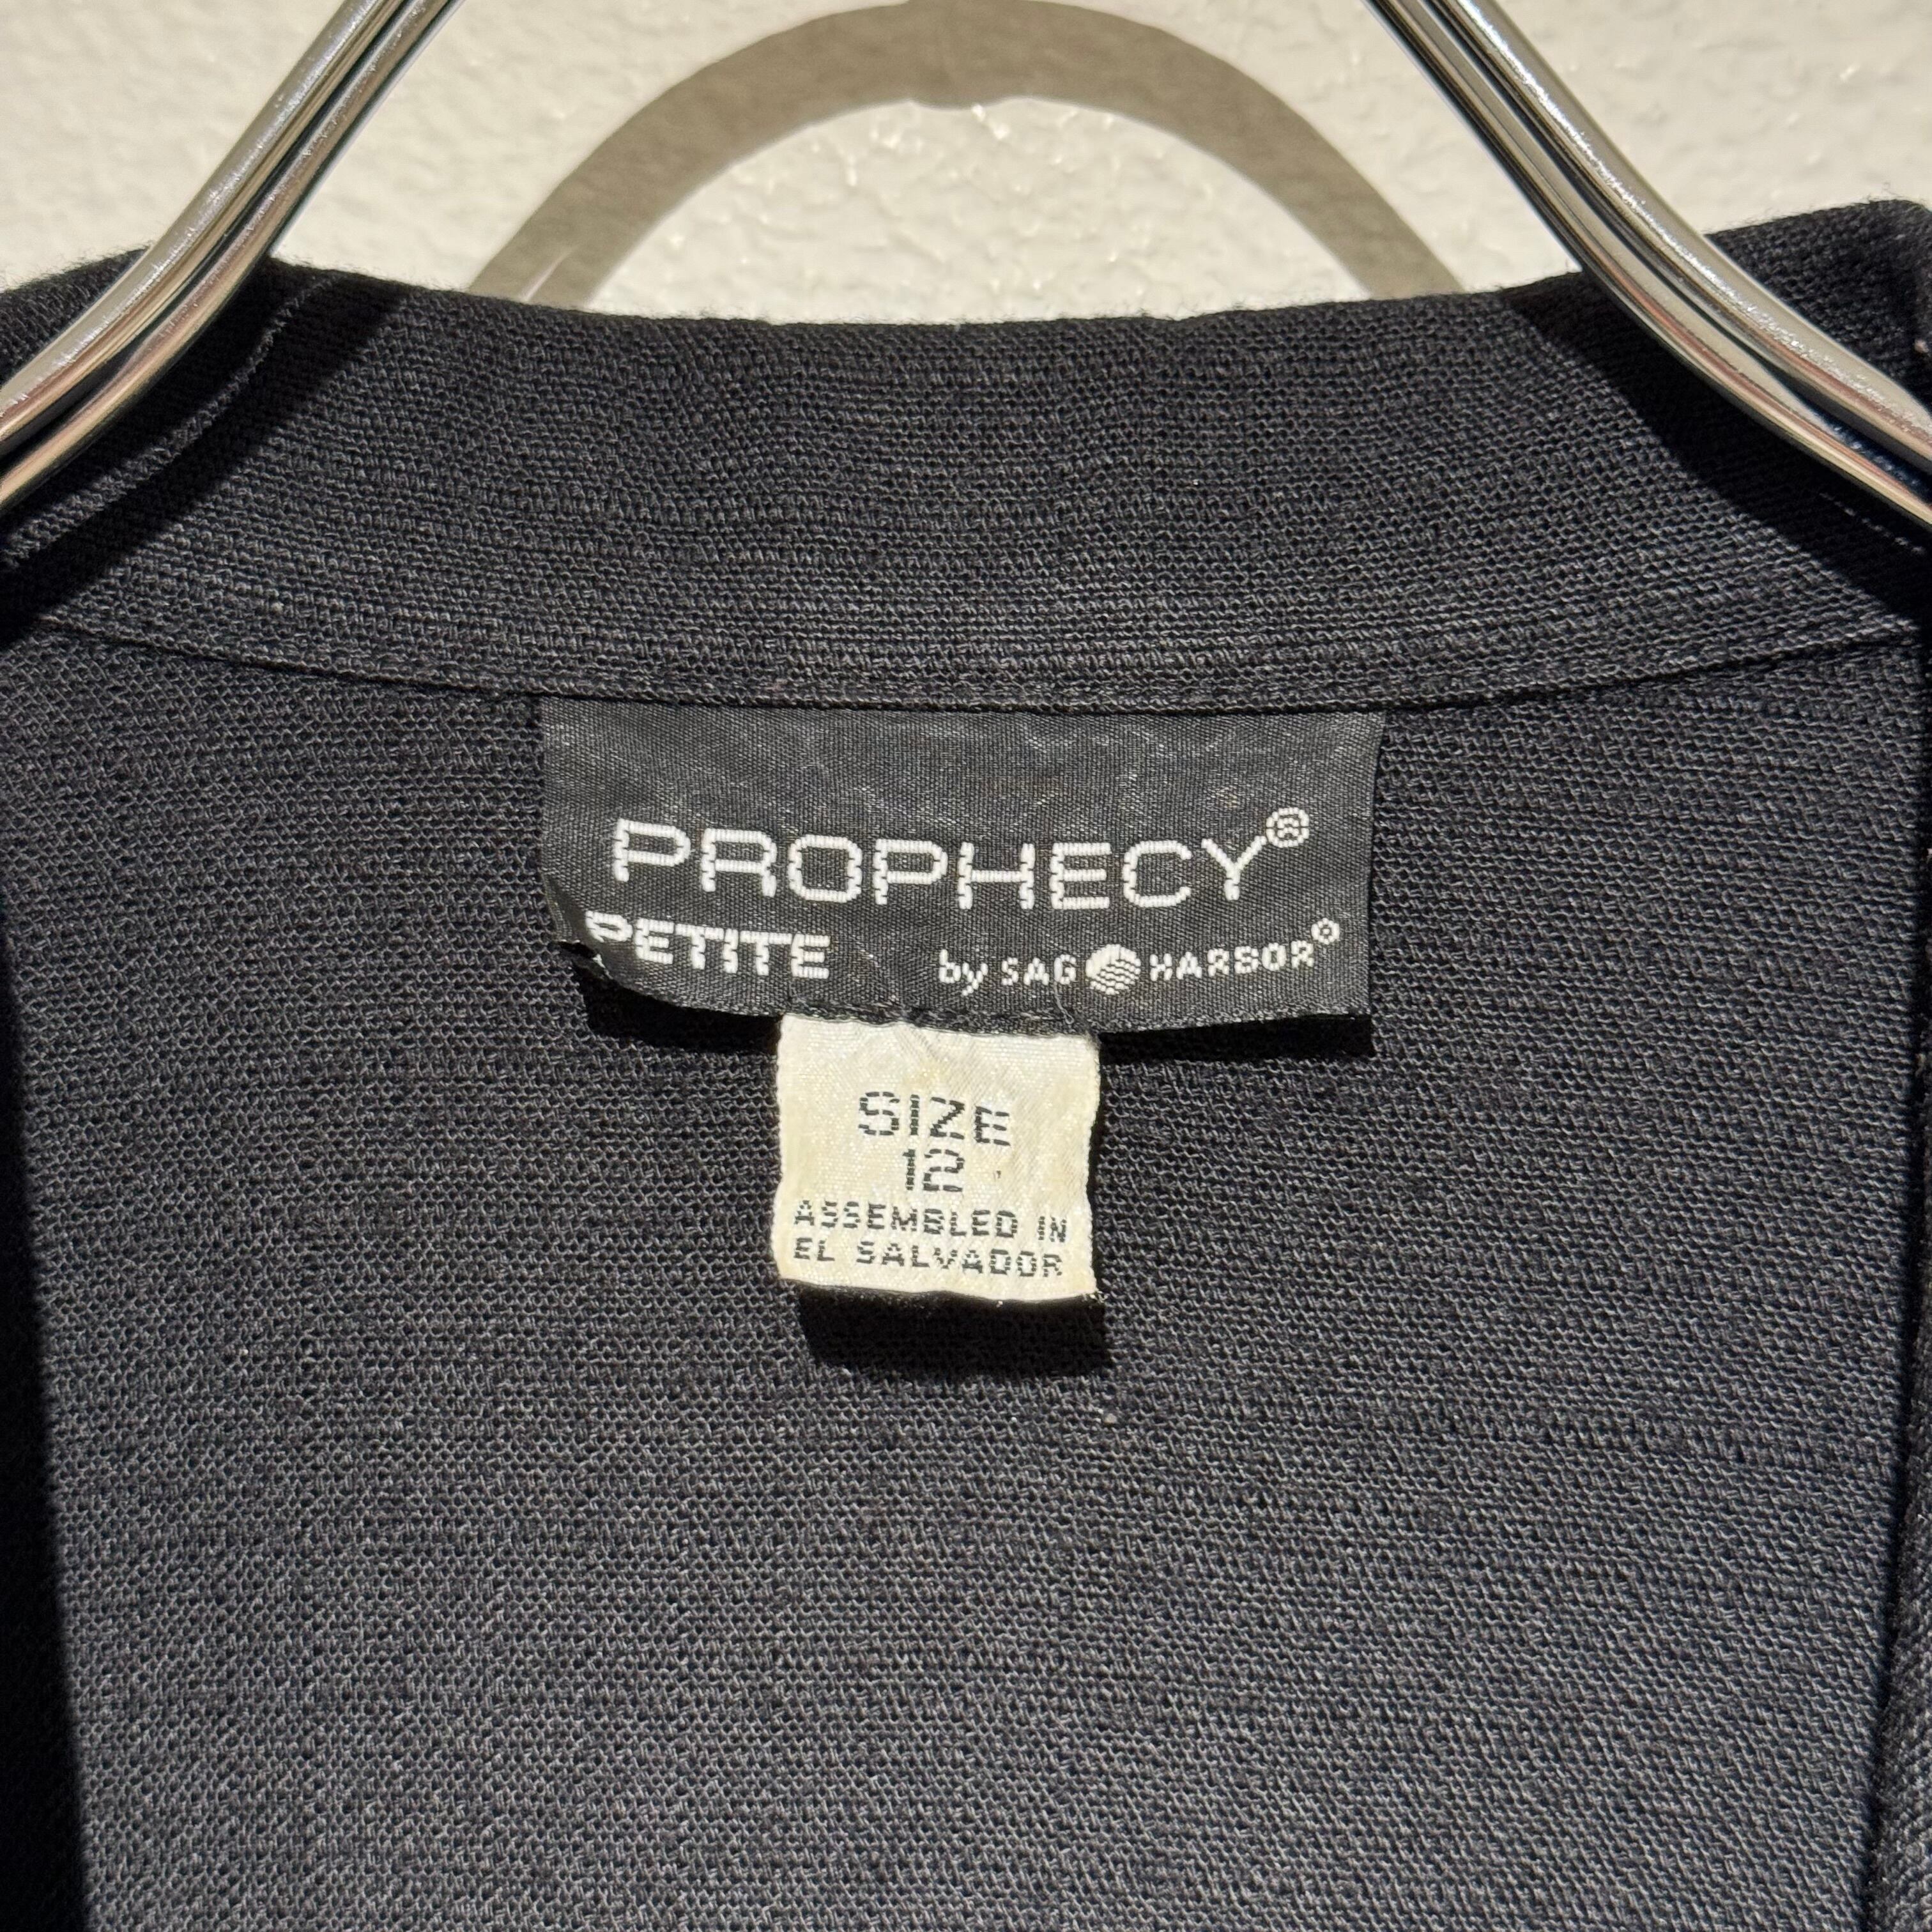 PROPHECY®
PETITE by SAG HARBOR®
SIZE
12
ASSEMBLED IN
EL SALVADOR